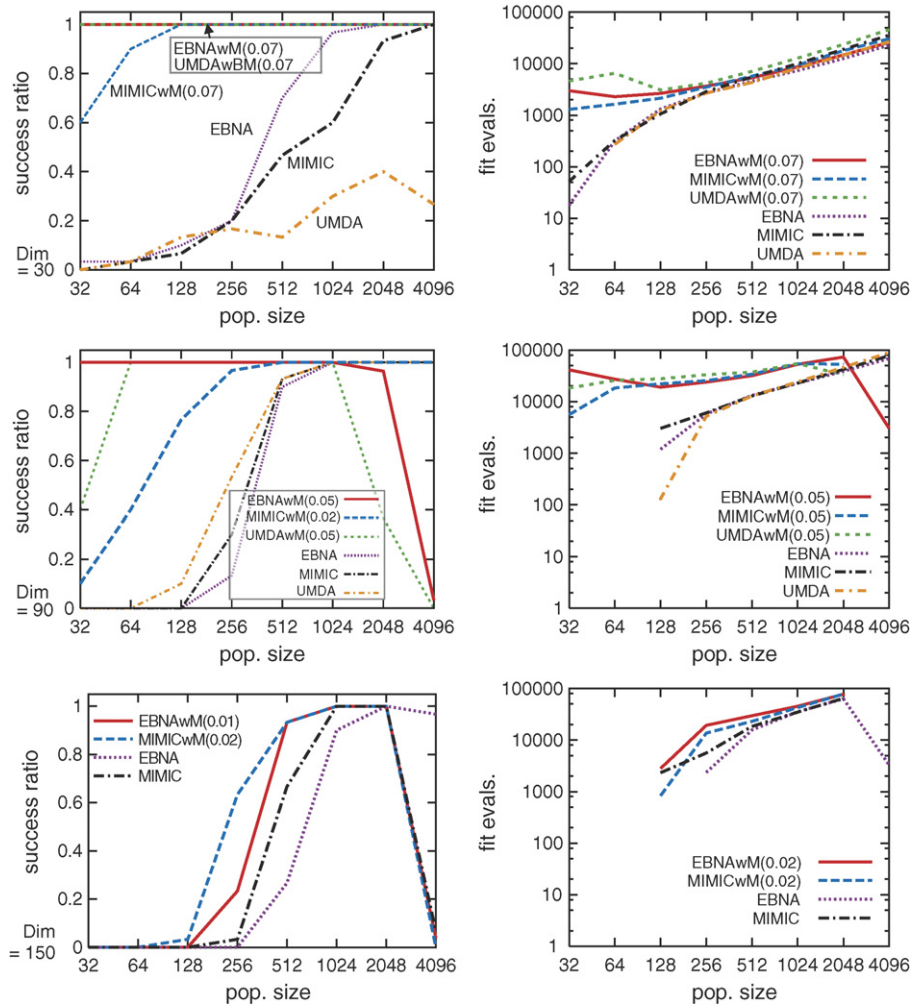 success ratio
1
0.8
0.6
0.4
0.2
0
Dim
= 30
EBNAwM(0.07)
UMDAwBM(0.07
MIMICwM(0.07)
EBNA
MIMIC
UMDA
32 64 128 256 512 1024 2048 4096
pop. size
fit evals.
100000
10000
1000
100
10
1
EBNAwM(0.07)
MIMICwM(0.07)
UMDAwM(0.07)
EBNA
MIMIC
UMDA
32 64 128 256 512 1024 2048 4096
pop. size
success ratio
1
0.8
0.6
0.4
0.2
0
Dim
= 90
EBNAwM(0.05)
MIMICwM(0.02)
UMDAwM(0.05)
EBNA
MIMIC
UMDA
32 64 128 256 512 1024 2048 4096
pop. size
fit evals.
100000
10000
1000
100
10
1
EBNAwM(0.05)
MIMICwM(0.05)
UMDAwM(0.05)
EBNA
MIMIC
UMDA
32 64 128 256 512 1024 2048 4096
pop. size
success ratio
1
0.8
0.6
0.4
0.2
0
Dim
= 150
EBNAwM(0.01)
MIMICwM(0.02)
EBNA
MIMIC
32 64 128 256 512 1024 2048 4096
pop. size
fit evals.
100000
10000
1000
100
10
1
EBNAwM(0.02)
MIMICwM(0.02)
EBNA
MIMIC
32 64 128 256 512 1024 2048 4096
pop. size